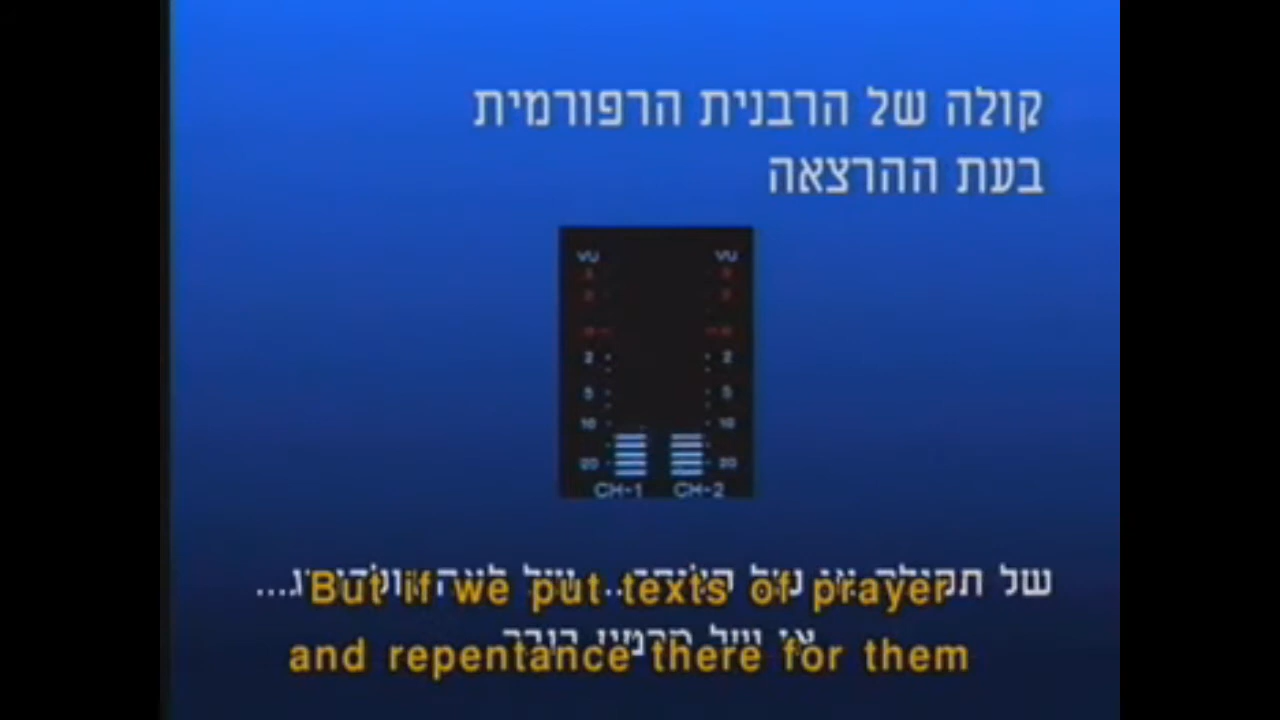 קולה של הרבנית הרפורמית
בעת ההרצאה
VU VU
2 2
5 5
10 10
20 20
CH-1 CH-2
של
But if we put texts of prayer
and repentance there for them